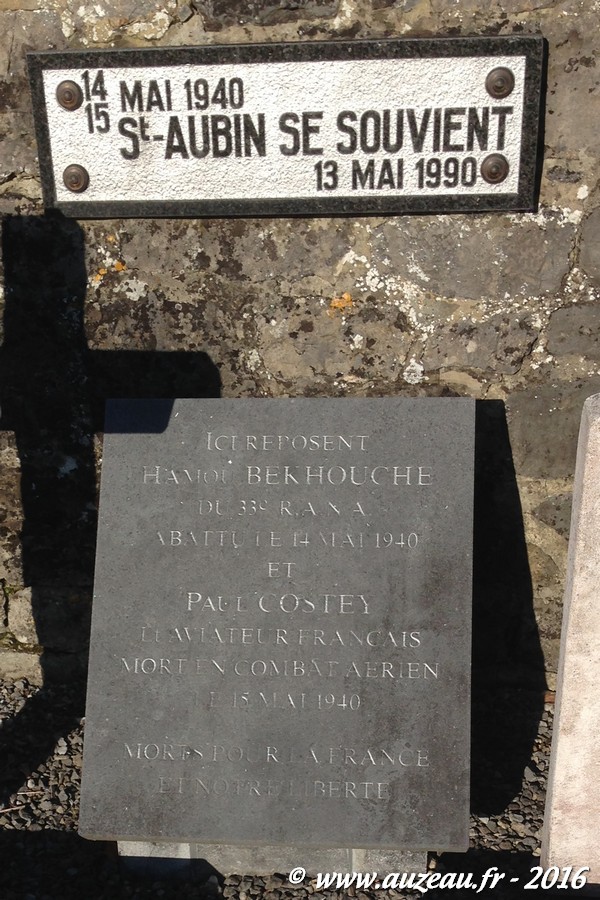 14
15 MAI 1940
St-AUBIN SE SOUVIENT
13 MAI 1990
ICI REPOSENT
HAMOU BEKHOUCHE
DU 33e R.A.N.A
ABATTU LE 14 MAI 1940
ET
PAUL COSTEY
LT AVIATEUR FRANCAIS
MORT EN COMBAT AERIEN
LE 15 MAI 1940
MORTS POUR LA FRANCE
ET NOTRE LIBERTE
© www.auzeau.fr - 2016